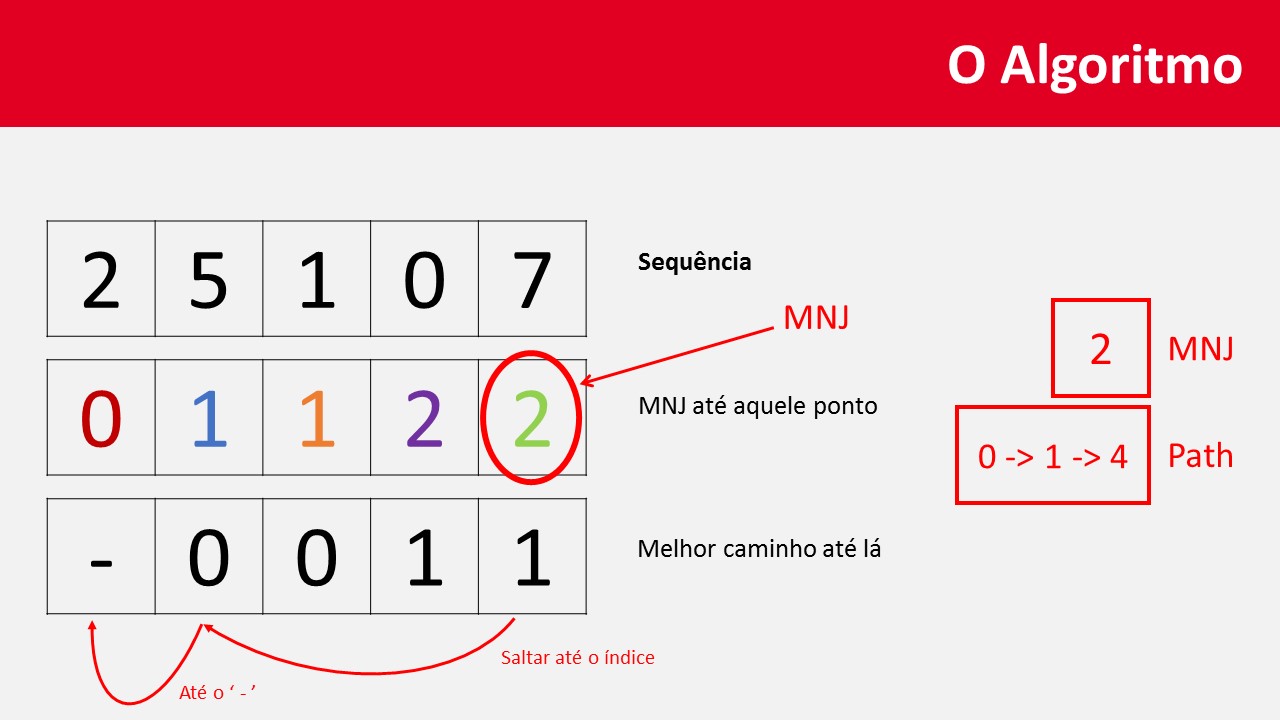 O Algoritmo
2 5 1 0 7
Sequência
MNJ
0 1 1 2 2
MNJ até aquele ponto
2
MNJ
0 -> 1 -> 4
Path
- 0 0 1 1
Melhor caminho até lá
Saltar até o índice
Até o ‘ - ’